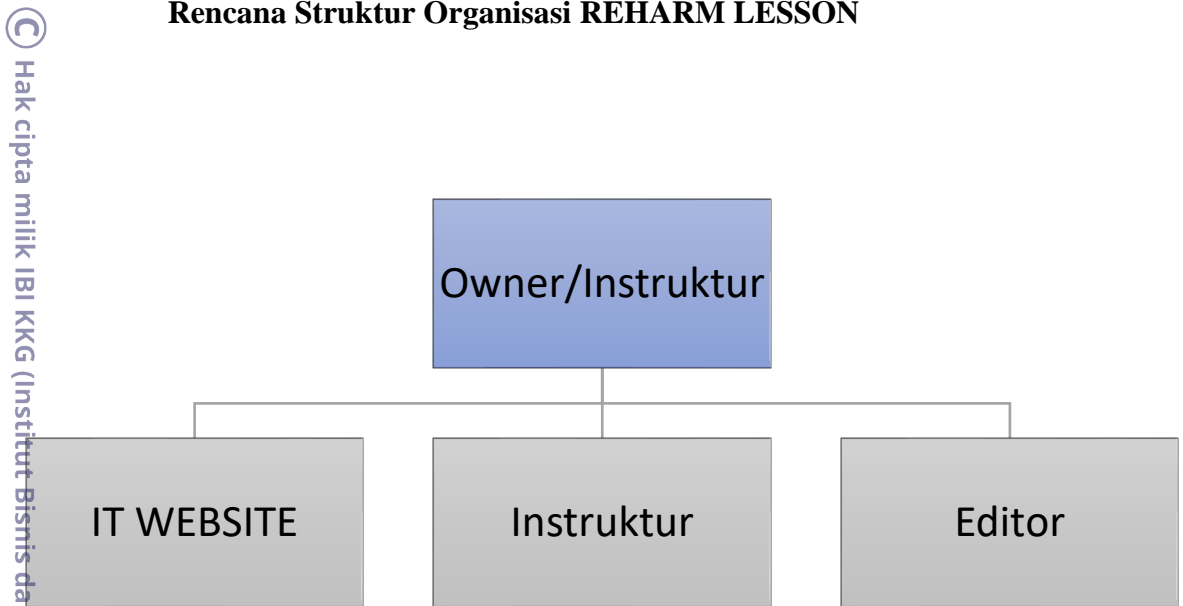 Rencana Struktur Organisasi REHARM LESSON
© Hak cipta milik IBI KKG (Institut Bisnis da
Owner/Instruktur
IT WEBSITE
Instruktur
Editor